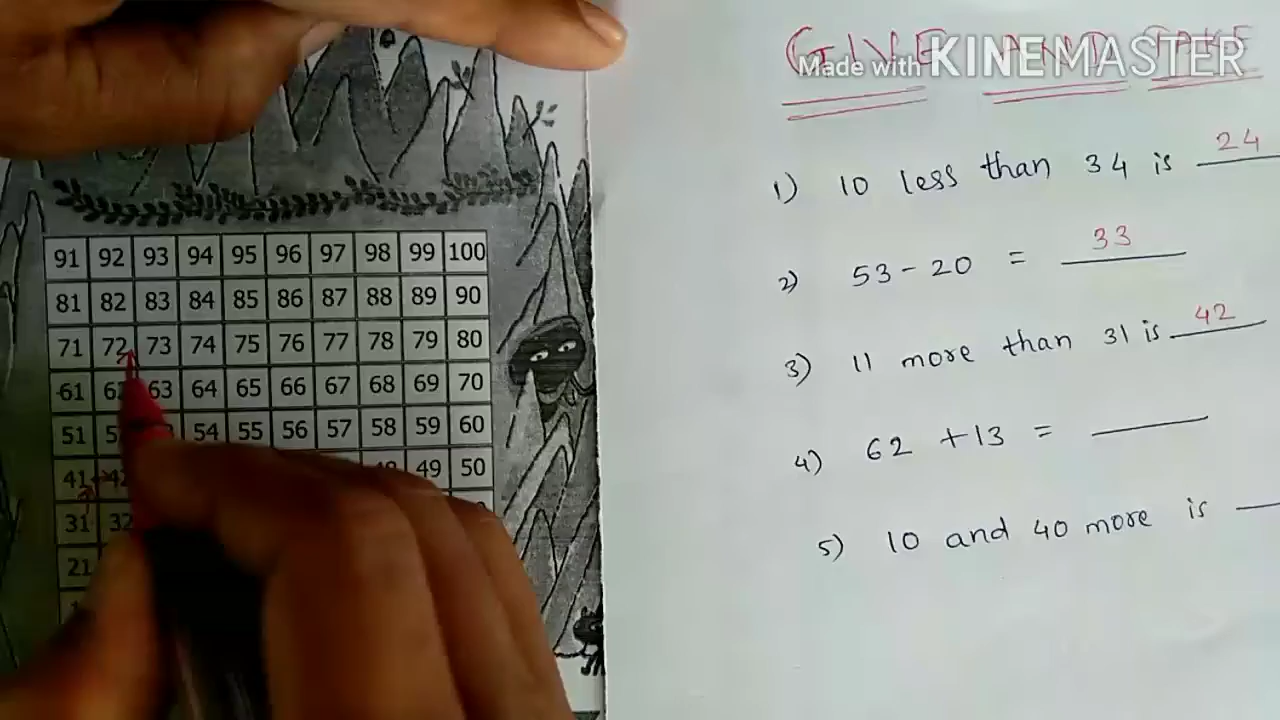 GIVE AND TAKE
Made with KINEMASTER
1) 10 less than 34 is 24
2) 53 - 20 = 33
3) 11 more than 31 is 42
4) 62 + 13 =
5) 10 and 40 more is
91 92 93 94 95 96 97 98 99 100
81 82 83 84 85 86 87 88 89 90
71 72 73 74 75 76 77 78 79 80
61 63 64 65 66 67 68 69 70
51 54 55 56 57 58 59 60
41 49 50
31 32
21